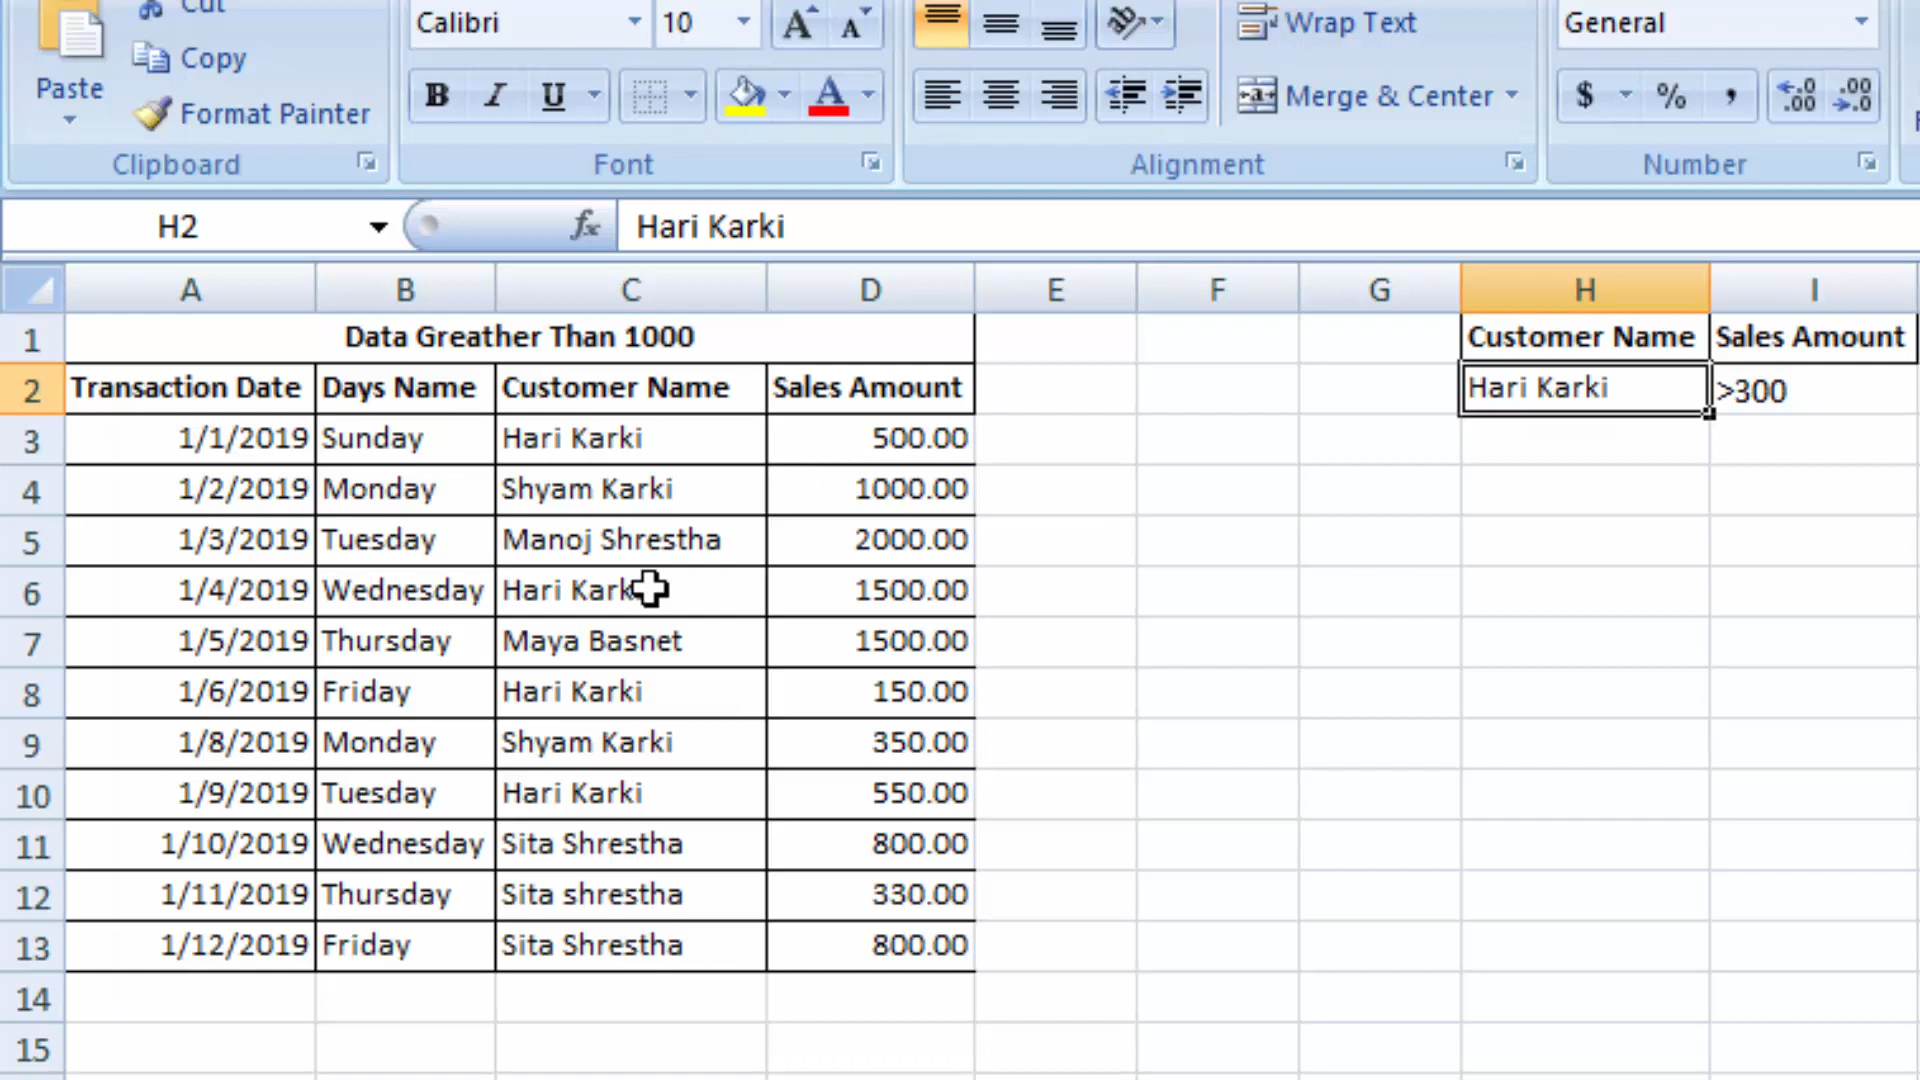 Cut
Calibri 10 Wrap Text General
Copy
Paste
B I U A Merge & Center $ % ,
Format Painter
Clipboard Font Alignment Number
H2 fx Hari Karki
A B C D E F G H I
1 Data Greather Than 1000 Customer Name Sales Amount
2 Transaction Date Days Name Customer Name Sales Amount Hari Karki >300
3 1/1/2019 Sunday Hari Karki 500.00
4 1/2/2019 Monday Shyam Karki 1000.00
5 1/3/2019 Tuesday Manoj Shrestha 2000.00
6 1/4/2019 Wednesday Hari Karki 1500.00
7 1/5/2019 Thursday Maya Basnet 1500.00
8 1/6/2019 Friday Hari Karki 150.00
9 1/8/2019 Monday Shyam Karki 350.00
10 1/9/2019 Tuesday Hari Karki 550.00
11 1/10/2019 Wednesday Sita Shrestha 800.00
12 1/11/2019 Thursday Sita shrestha 330.00
13 1/12/2019 Friday Sita Shrestha 800.00
14
15